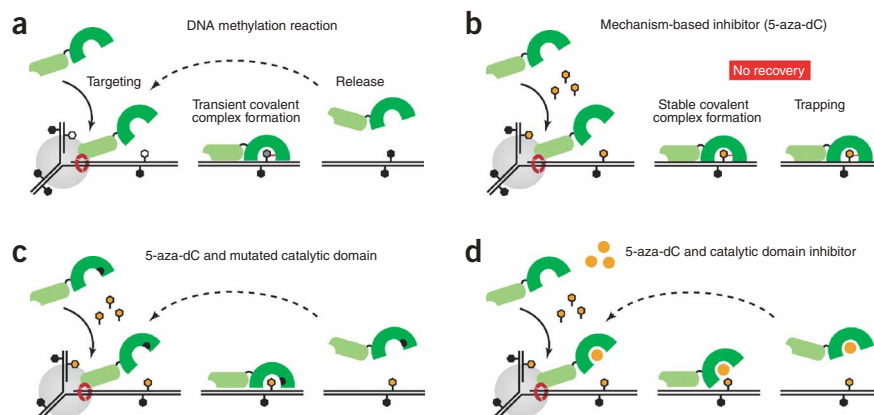 a
DNA methylation reaction
Targeting
Release
Transient covalent
complex formation
b
Mechanism-based inhibitor (5-aza-dC)
No recovery
Stable covalent
complex formation
Trapping
c
5-aza-dC and mutated catalytic domain
d
5-aza-dC and catalytic domain inhibitor